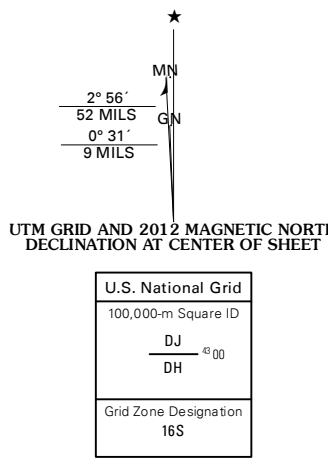 ★
MN
2° 56´
52 MILS
GN
0° 31´
9 MILS
UTM GRID AND 2012 MAGNETIC NORTH
DECLINATION AT CENTER OF SHEET
U.S. National Grid
100,000-m Square ID
DJ
43 00
DH
Grid Zone Designation
16S